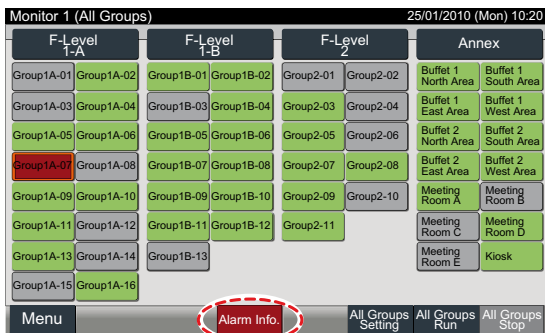 Monitor 1 (All Groups) 25/01/2010 (Mon) 10:20
F-Level
1-A
F-Level
1-B
F-Level
2
Annex
Group1A-01 Group1A-02 Group1B-01 Group1B-02 Group2-01 Group2-02
Buffet 1
North Area
Buffet 1
South Area
Group1A-03 Group1A-04 Group1B-03 Group1B-04 Group2-03 Group2-04
Buffet 1
East Area
Buffet 1
West Area
Group1A-05 Group1A-06 Group1B-05 Group1B-06 Group2-05 Group2-06
Buffet 2
North Area
Buffet 2
South Area
Group1A-07 Group1A-08 Group1B-07 Group1B-08 Group2-07 Group2-08
Buffet 2
East Area
Buffet 2
West Area
Group1A-09 Group1A-10 Group1B-09 Group1B-10 Group2-09 Group2-10
Meeting
Room A
Meeting
Room B
Group1A-11 Group1A-12 Group1B-11 Group1B-12 Group2-11
Meeting
Room C
Meeting
Room D
Group1A-13 Group1A-14 Group1B-13
Meeting
Room E
Kiosk
Group1A-15 Group1A-16
Menu
Alarm Info.
All Groups
Setting
All Groups
Run
All Groups
Stop